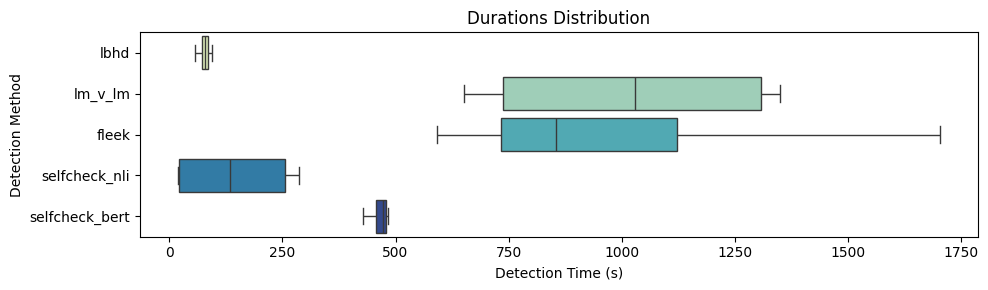 Durations Distribution
Detection Method
lbhd
lm_v_lm
fleek
selfcheck_nli
selfcheck_bert
0 250 500 750 1000 1250 1500 1750
Detection Time (s)